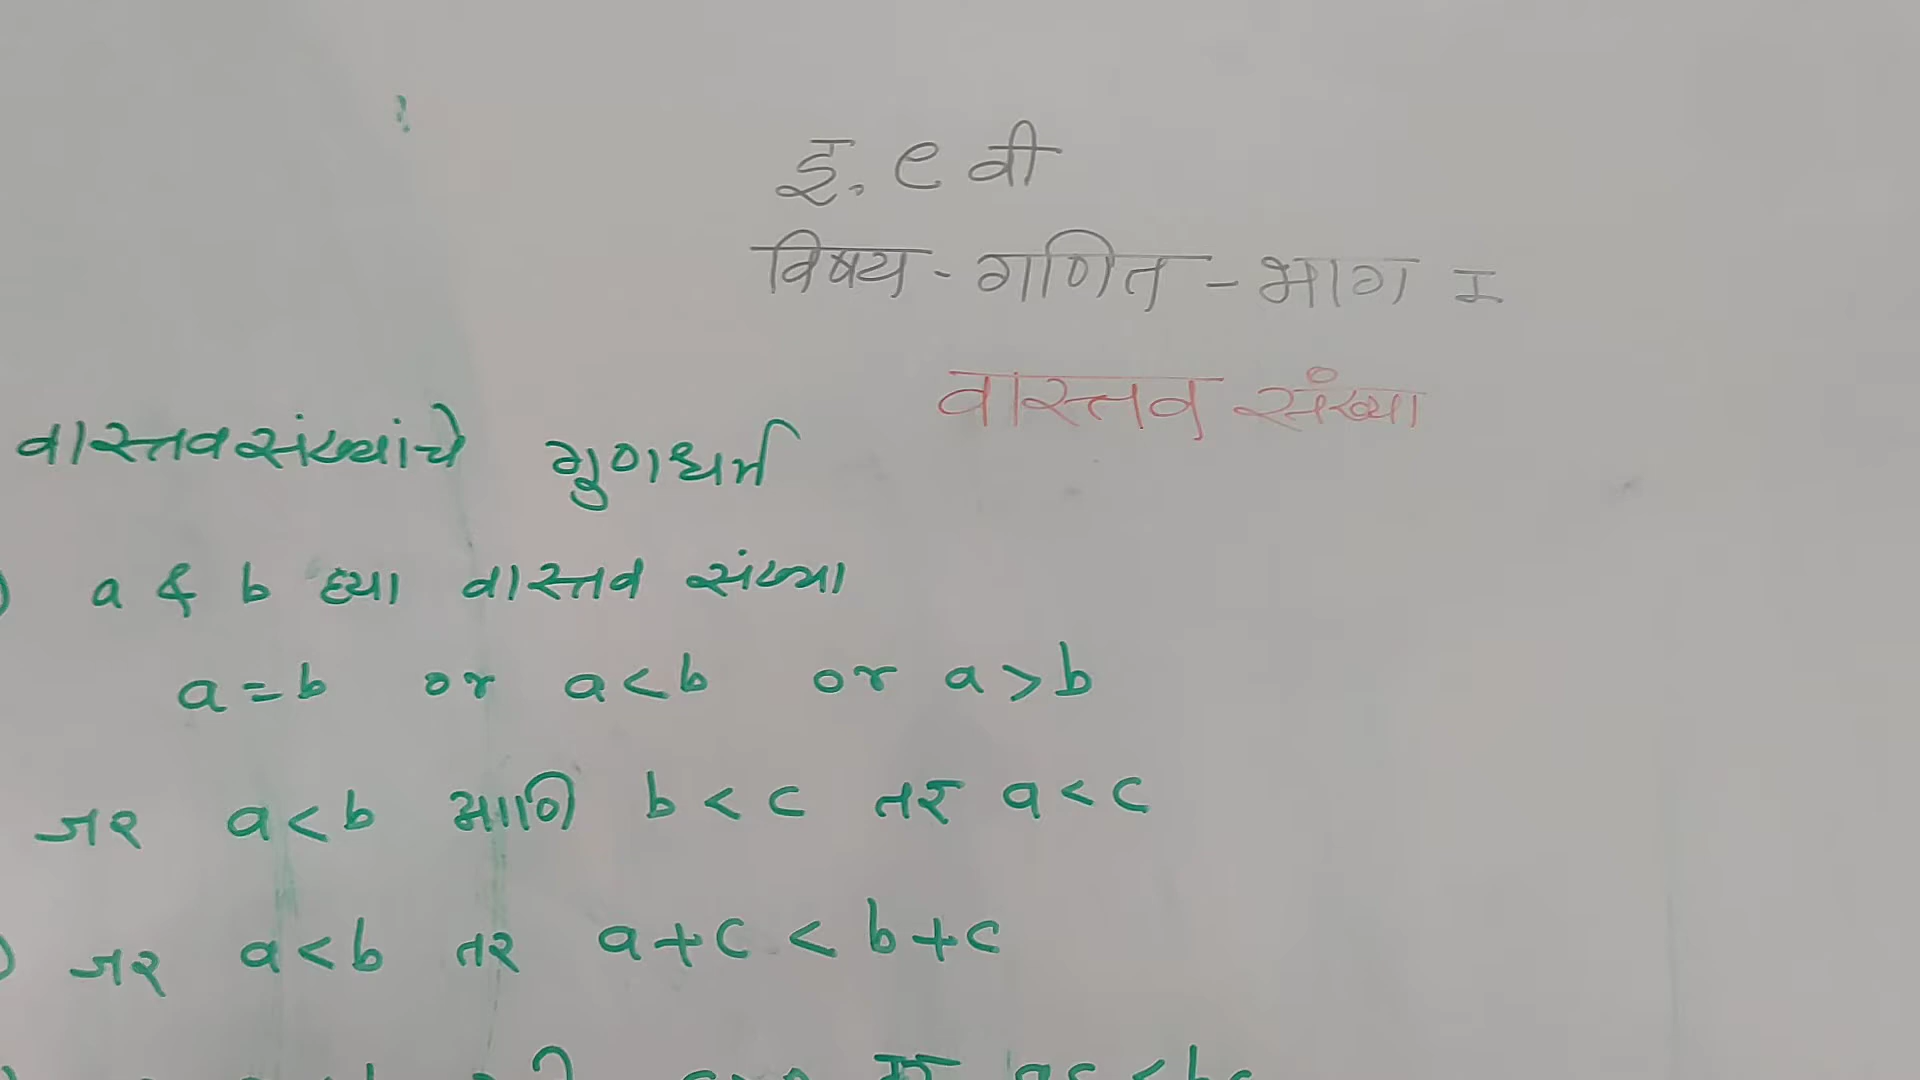 इ. ९ वी
विषय - गणित - भाग I
वास्तव संख्या
वास्तवसंख्यांचे गुणधर्म
a & b ह्या वास्तव संख्या
a = b or a < b or a > b
जर a < b आणि b < c तर a < c
जर a < b तर a + c < b + c